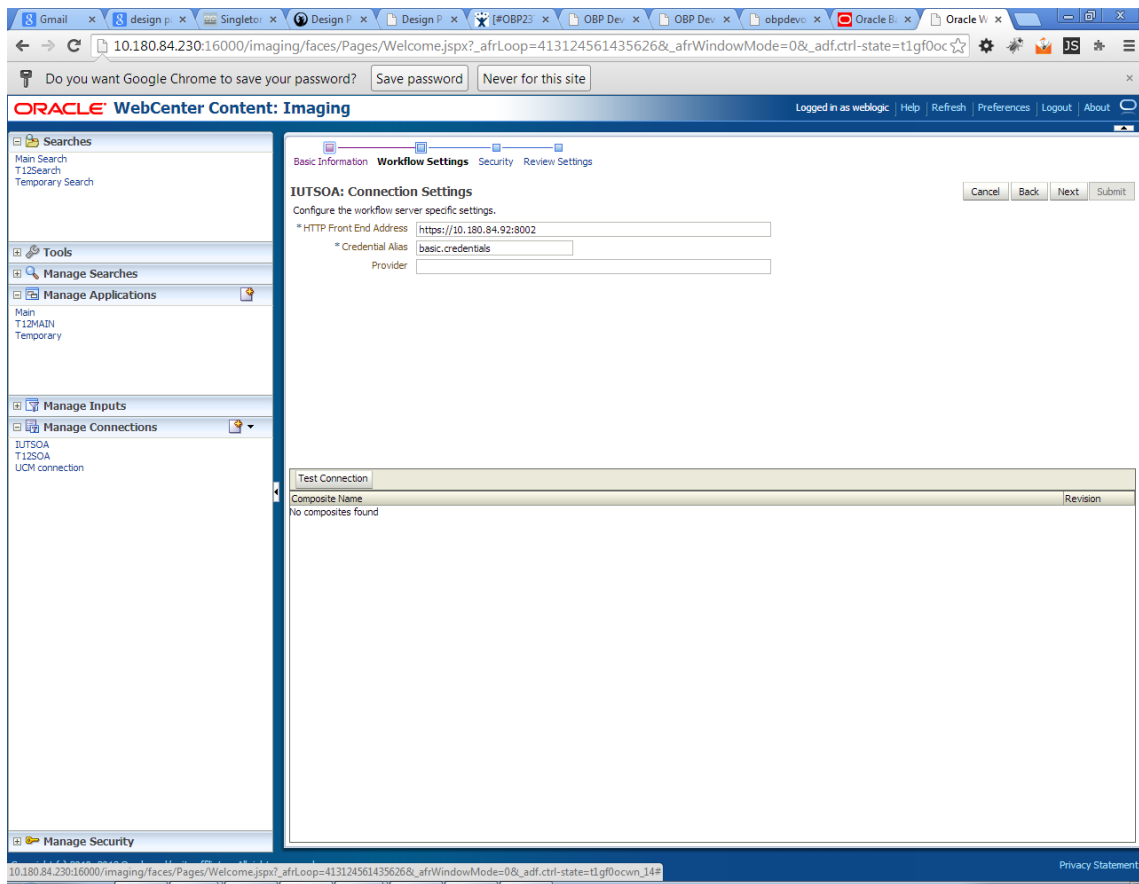 Gmail design p Singleton Design P Design P [#OBP23 OBP Dev OBP Dev obpdevo Oracle B Oracle W
10.180.84.230:16000/imaging/faces/Pages/Welcome.jspx?_afrLoop=413124561435626&_afrWindowMode=0&_adf.ctrl-state=t1gf0oc
Do you want Google Chrome to save your password? Save password Never for this site
ORACLE WebCenter Content: Imaging
Logged in as weblogic Help Refresh Preferences Logout About
Searches
Main Search
T12Search
Temporary Search
Tools
Manage Searches
Manage Applications
Main
T12MAIN
Temporary
Manage Inputs
Manage Connections
IUTSOA
T12SOA
UCM connection
Manage Security
Basic Information Workflow Settings Security Review Settings
IUTSOA: Connection Settings
Cancel Back Next Submit
Configure the workflow server specific settings.
* HTTP Front End Address https://10.180.84.92:8002
* Credential Alias basic.credentials
Provider
Test Connection
Composite Name Revision
No composites found
Privacy Statement
10.180.84.230:16000/imaging/faces/Pages/Welcome.jspx?_afrLoop=413124561435626&_afrWindowMode=0&_adf.ctrl-state=t1gf0ocwn_14#